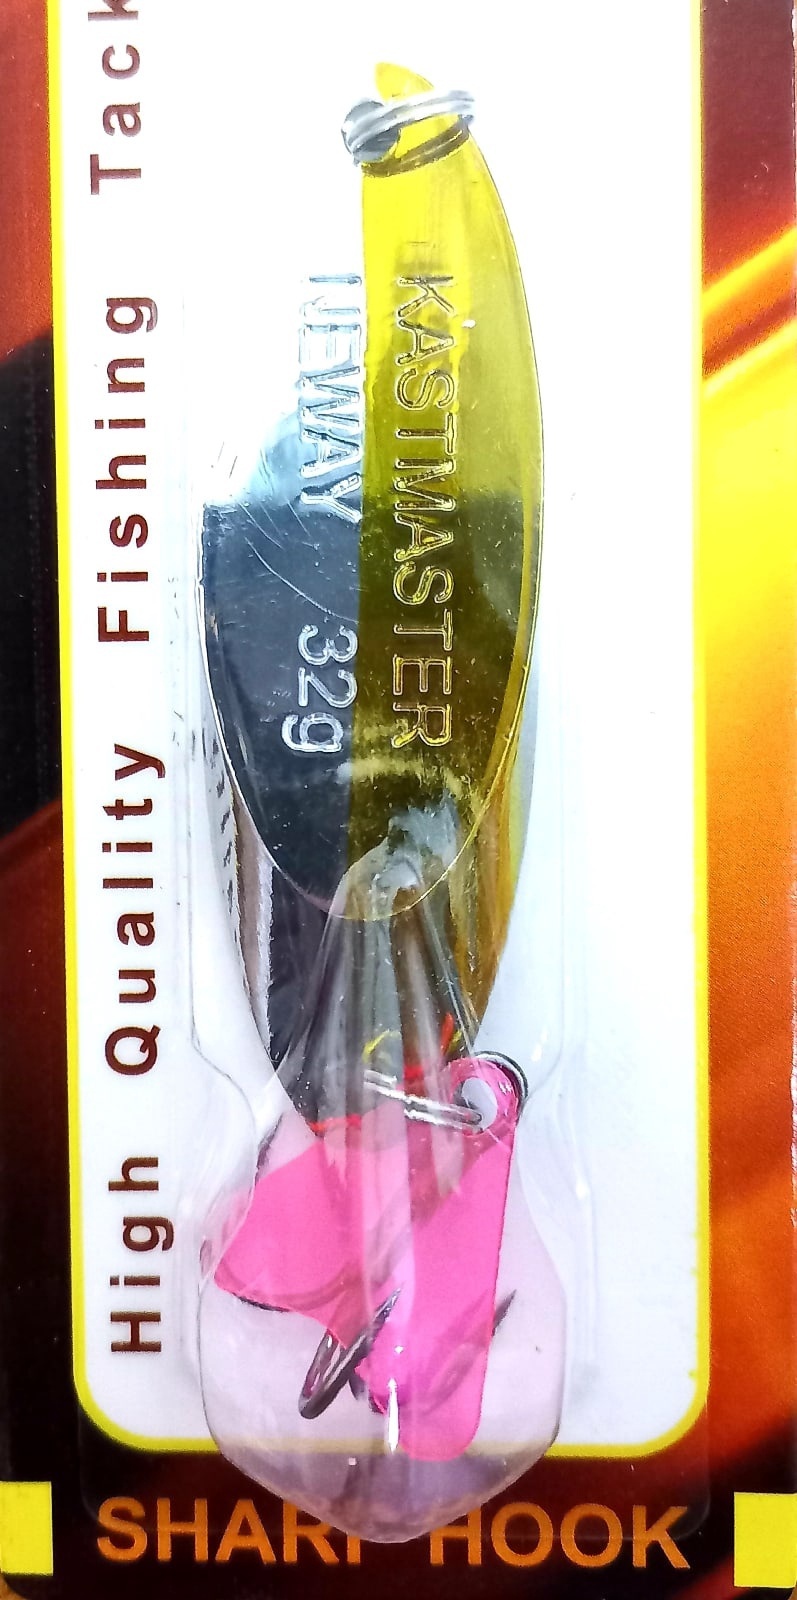 High Quality Fishing Tack
KASTMASTER
NEWAY 32g
SHARP HOOK